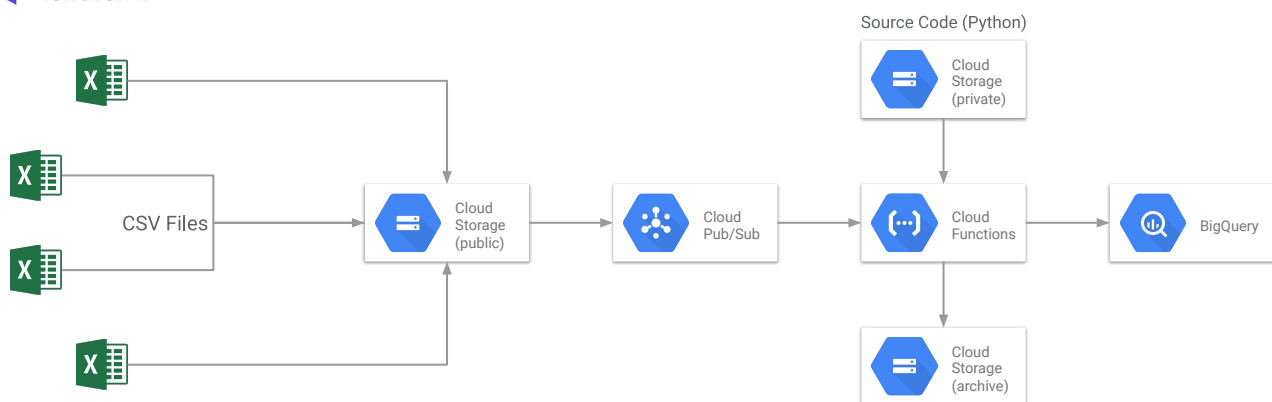 Source Code (Python)
Cloud
Storage
(private)
X
X
CSV Files
X
X
Cloud
Storage
(public)
Cloud
Pub/Sub
Cloud
Functions
BigQuery
Cloud
Storage
(archive)